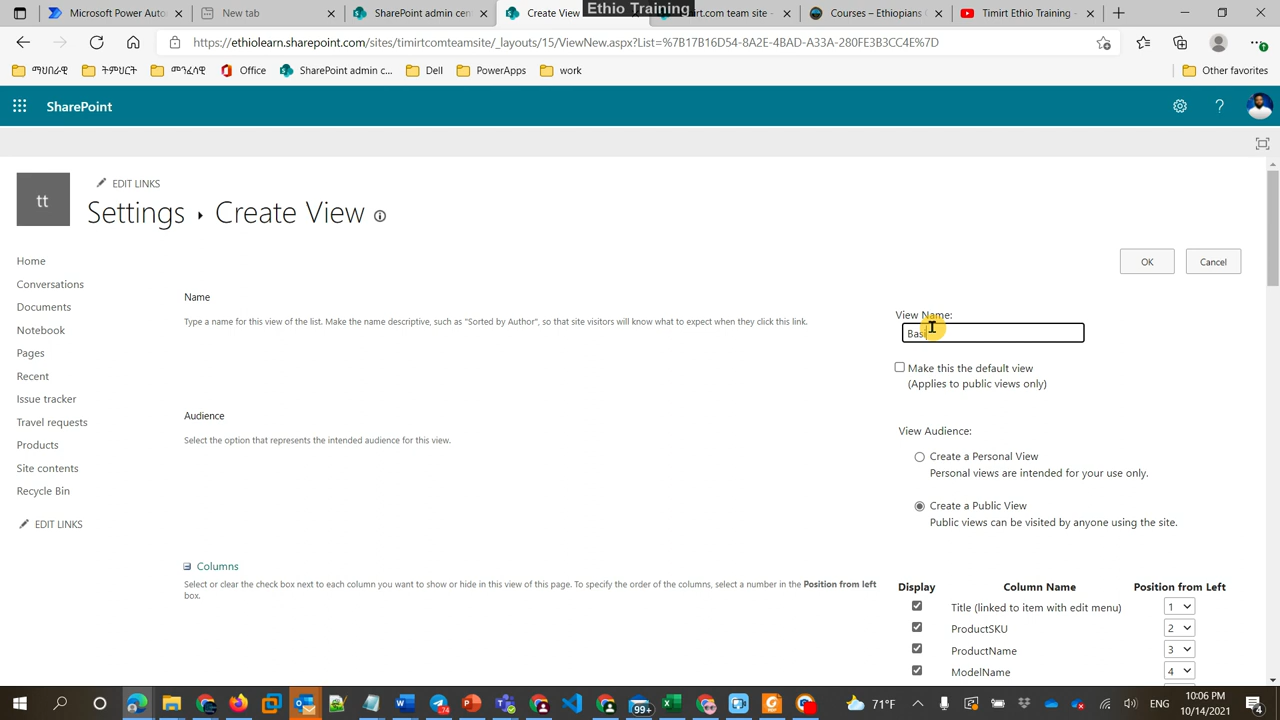 Ethio Training
Microsoft Power Auto
New tab
SharePoint admin cen
Create View
rt.com team site -
Courses – Ethiopians
Timirt Ethio Training -
https://ethiolearn.sharepoint.com/sites/timirtcomteamsite/_layouts/15/ViewNew.aspx?List=%7B17B16D54-8A2E-4BAD-A33A-280FE3B3CC4E%7D
ማህበራዊ
ትምህርት
መንፈሳዊ
Office
SharePoint admin c...
Dell
PowerApps
work
Other favorites
SharePoint
?
tt
EDIT LINKS
Settings ▸ Create View
Home
Conversations
Documents
Notebook
Pages
Recent
Issue tracker
Travel requests
Products
Site contents
Recycle Bin
EDIT LINKS
OK
Cancel
Name
Type a name for this view of the list. Make the name descriptive, such as "Sorted by Author", so that site visitors will know what to expect when they click this link.
View Name:
Make this the default view
(Applies to public views only)
Audience
Select the option that represents the intended audience for this view.
View Audience:
Create a Personal View
Personal views are intended for your use only.
Create a Public View
Public views can be visited by anyone using the site.
Columns
Select or clear the check box next to each column you want to show or hide in this view of this page. To specify the order of the columns, select a number in the Position from left
box.
Display Column Name Position from Left
Title (linked to item with edit menu) 1
ProductSKU 2
ProductName 3
ModelName 4
99+
71°F
ENG
10:06 PM
10/14/2021
4